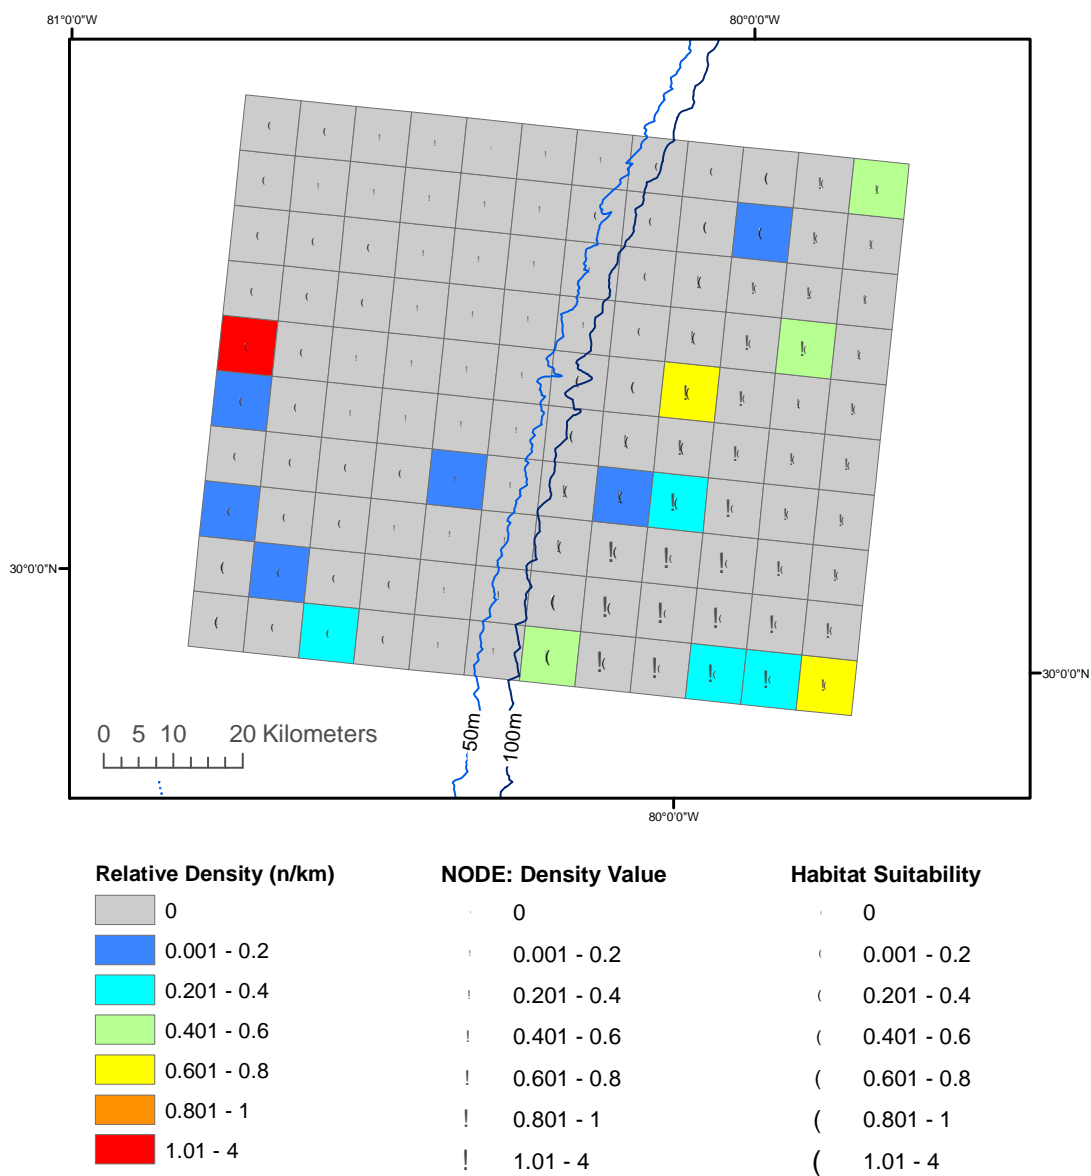 81°0'0"W 80°0'0"W
30°0'0"N
30°0'0"N
50m 100m
0 5 10 20 Kilometers
80°0'0"W
Relative Density (n/km) NODE: Density Value Habitat Suitability
0 0 0
0.001 - 0.2 0.001 - 0.2 0.001 - 0.2
0.201 - 0.4 0.201 - 0.4 0.201 - 0.4
0.401 - 0.6 0.401 - 0.6 0.401 - 0.6
0.601 - 0.8 0.601 - 0.8 0.601 - 0.8
0.801 - 1 0.801 - 1 0.801 - 1
1.01 - 4 1.01 - 4 1.01 - 4